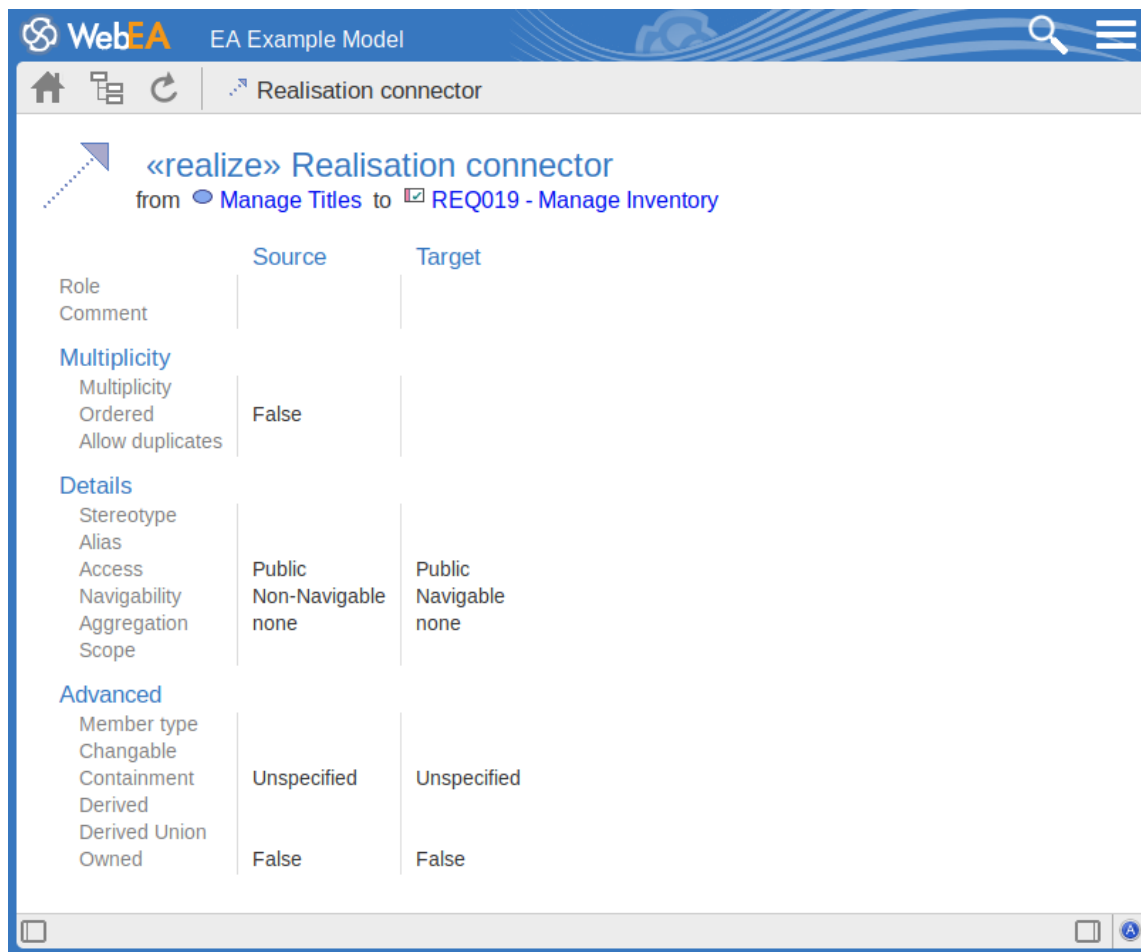 WebEA EA Example Model
Realisation connector
«realize» Realisation connector
from Manage Titles to REQ019 - Manage Inventory
Source Target
Role
Comment
Multiplicity
Multiplicity
Ordered False
Allow duplicates
Details
Stereotype
Alias
Access Public Public
Navigability Non-Navigable Navigable
Aggregation none none
Scope
Advanced
Member type
Changable
Containment Unspecified Unspecified
Derived
Derived Union
Owned False False
A